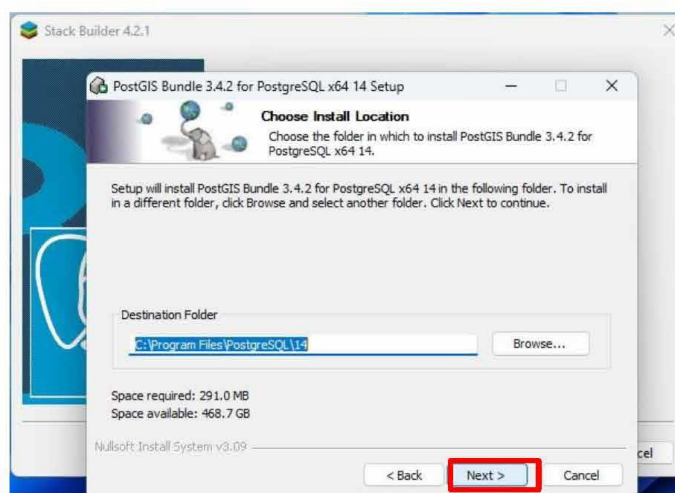 Stack Builder 4.2.1
PostGIS Bundle 3.4.2 for PostgreSQL x64 14 Setup
Choose Install Location
Choose the folder in which to install PostGIS Bundle 3.4.2 for
PostgreSQL x64 14.
Setup will install PostGIS Bundle 3.4.2 for PostgreSQL x64 14 in the following folder. To install
in a different folder, click Browse and select another folder. Click Next to continue.
Destination Folder
C:\Program Files\PostgreSQL\14
Browse...
Space required: 291.0 MB
Space available: 468.7 GB
Nullsoft Install System v3.09
cel
< Back Next > Cancel